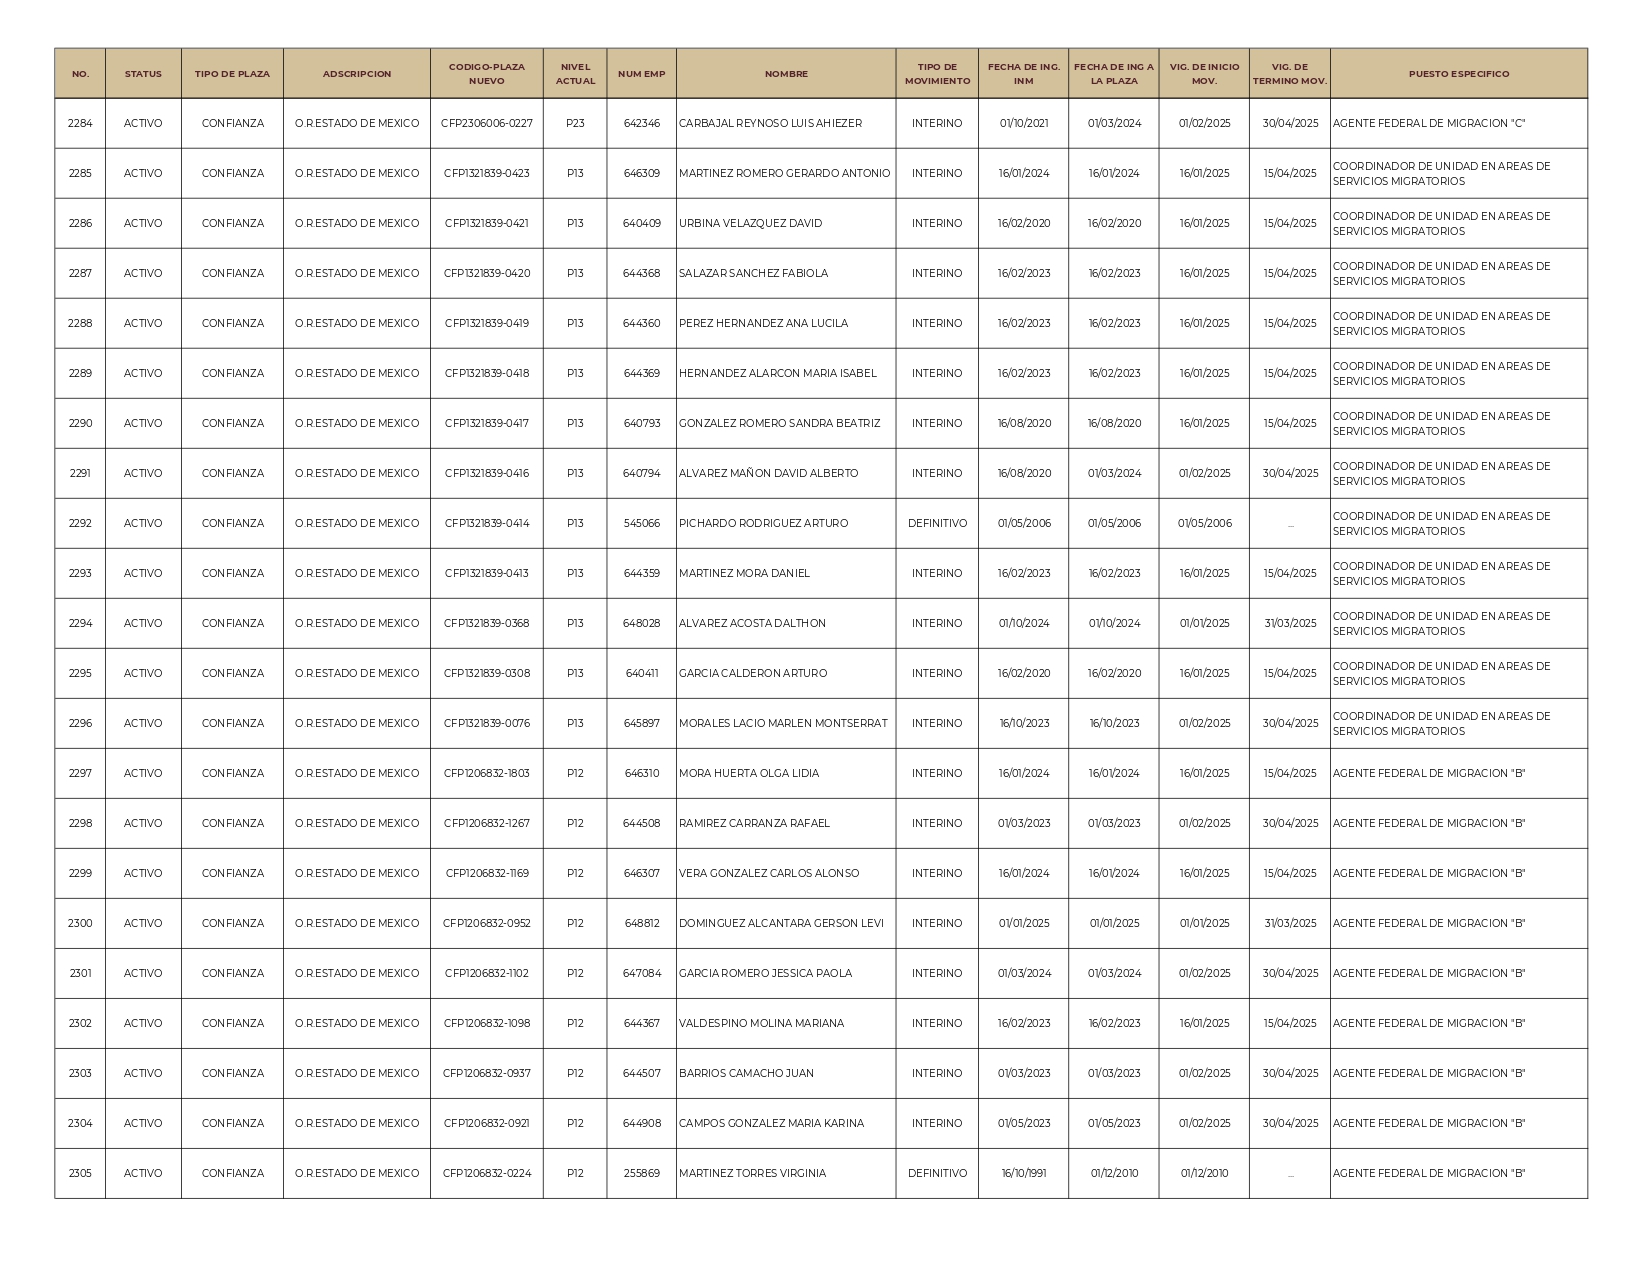 NO. STATUS TIPO DE PLAZA ADSCRIPCION CODIGO-PLAZA NUEVO NIVEL ACTUAL NUM EMP NOMBRE TIPO DE MOVIMIENTO FECHA DE ING. INM FECHA DE ING A LA PLAZA VIG. DE INICIO MOV. VIG. DE TERMINO MOV. PUESTO ESPECIFICO
2284 ACTIVO CONFIANZA O.R.ESTADO DE MEXICO CFP2306006-0227 P23 642346 CARBAJAL REYNOSO LUIS AHIEZER INTERINO 01/10/2021 01/03/2024 01/02/2025 30/04/2025 AGENTE FEDERAL DE MIGRACION "C"
2285 ACTIVO CONFIANZA O.R.ESTADO DE MEXICO CFP1321839-0423 P13 646309 MARTINEZ ROMERO GERARDO ANTONIO INTERINO 16/01/2024 16/01/2024 16/01/2025 15/04/2025 COORDINADOR DE UNIDAD EN AREAS DE SERVICIOS MIGRATORIOS
2286 ACTIVO CONFIANZA O.R.ESTADO DE MEXICO CFP1321839-0421 P13 640409 URBINA VELAZQUEZ DAVID INTERINO 16/02/2020 16/02/2020 16/01/2025 15/04/2025 COORDINADOR DE UNIDAD EN AREAS DE SERVICIOS MIGRATORIOS
2287 ACTIVO CONFIANZA O.R.ESTADO DE MEXICO CFP1321839-0420 P13 644368 SALAZAR SANCHEZ FABIOLA INTERINO 16/02/2023 16/02/2023 16/01/2025 15/04/2025 COORDINADOR DE UNIDAD EN AREAS DE SERVICIOS MIGRATORIOS
2288 ACTIVO CONFIANZA O.R.ESTADO DE MEXICO CFP1321839-0419 P13 644360 PEREZ HERNANDEZ ANA LUCILA INTERINO 16/02/2023 16/02/2023 16/01/2025 15/04/2025 COORDINADOR DE UNIDAD EN AREAS DE SERVICIOS MIGRATORIOS
2289 ACTIVO CONFIANZA O.R.ESTADO DE MEXICO CFP1321839-0418 P13 644369 HERNANDEZ ALARCON MARIA ISABEL INTERINO 16/02/2023 16/02/2023 16/01/2025 15/04/2025 COORDINADOR DE UNIDAD EN AREAS DE SERVICIOS MIGRATORIOS
2290 ACTIVO CONFIANZA O.R.ESTADO DE MEXICO CFP1321839-0417 P13 640793 GONZALEZ ROMERO SANDRA BEATRIZ INTERINO 16/08/2020 16/08/2020 16/01/2025 15/04/2025 COORDINADOR DE UNIDAD EN AREAS DE SERVICIOS MIGRATORIOS
2291 ACTIVO CONFIANZA O.R.ESTADO DE MEXICO CFP1321839-0416 P13 640794 ALVAREZ MAÑON DAVID ALBERTO INTERINO 16/08/2020 01/03/2024 01/02/2025 30/04/2025 COORDINADOR DE UNIDAD EN AREAS DE SERVICIOS MIGRATORIOS
2292 ACTIVO CONFIANZA O.R.ESTADO DE MEXICO CFP1321839-0414 P13 545066 PICHARDO RODRIGUEZ ARTURO DEFINITIVO 01/05/2006 01/05/2006 01/05/2006 ... COORDINADOR DE UNIDAD EN AREAS DE SERVICIOS MIGRATORIOS
2293 ACTIVO CONFIANZA O.R.ESTADO DE MEXICO CFP1321839-0413 P13 644359 MARTINEZ MORA DANIEL INTERINO 16/02/2023 16/02/2023 16/01/2025 15/04/2025 COORDINADOR DE UNIDAD EN AREAS DE SERVICIOS MIGRATORIOS
2294 ACTIVO CONFIANZA O.R.ESTADO DE MEXICO CFP1321839-0368 P13 648028 ALVAREZ ACOSTA DALTHON INTERINO 01/10/2024 01/10/2024 01/01/2025 31/03/2025 COORDINADOR DE UNIDAD EN AREAS DE SERVICIOS MIGRATORIOS
2295 ACTIVO CONFIANZA O.R.ESTADO DE MEXICO CFP1321839-0308 P13 640411 GARCIA CALDERON ARTURO INTERINO 16/02/2020 16/02/2020 16/01/2025 15/04/2025 COORDINADOR DE UNIDAD EN AREAS DE SERVICIOS MIGRATORIOS
2296 ACTIVO CONFIANZA O.R.ESTADO DE MEXICO CFP1321839-0076 P13 645897 MORALES LACIO MARLEN MONTSERRAT INTERINO 16/10/2023 16/10/2023 01/02/2025 30/04/2025 COORDINADOR DE UNIDAD EN AREAS DE SERVICIOS MIGRATORIOS
2297 ACTIVO CONFIANZA O.R.ESTADO DE MEXICO CFP1206832-1803 P12 646310 MORA HUERTA OLGA LIDIA INTERINO 16/01/2024 16/01/2024 16/01/2025 15/04/2025 AGENTE FEDERAL DE MIGRACION "B"
2298 ACTIVO CONFIANZA O.R.ESTADO DE MEXICO CFP1206832-1267 P12 644508 RAMIREZ CARRANZA RAFAEL INTERINO 01/03/2023 01/03/2023 01/02/2025 30/04/2025 AGENTE FEDERAL DE MIGRACION "B"
2299 ACTIVO CONFIANZA O.R.ESTADO DE MEXICO CFP1206832-1169 P12 646307 VERA GONZALEZ CARLOS ALONSO INTERINO 16/01/2024 16/01/2024 16/01/2025 15/04/2025 AGENTE FEDERAL DE MIGRACION "B"
2300 ACTIVO CONFIANZA O.R.ESTADO DE MEXICO CFP1206832-0952 P12 648812 DOMINGUEZ ALCANTARA GERSON LEVI INTERINO 01/01/2025 01/01/2025 01/01/2025 31/03/2025 AGENTE FEDERAL DE MIGRACION "B"
2301 ACTIVO CONFIANZA O.R.ESTADO DE MEXICO CFP1206832-1102 P12 647084 GARCIA ROMERO JESSICA PAOLA INTERINO 01/03/2024 01/03/2024 01/02/2025 30/04/2025 AGENTE FEDERAL DE MIGRACION "B"
2302 ACTIVO CONFIANZA O.R.ESTADO DE MEXICO CFP1206832-1098 P12 644367 VALDESPINO MOLINA MARIANA INTERINO 16/02/2023 16/02/2023 16/01/2025 15/04/2025 AGENTE FEDERAL DE MIGRACION "B"
2303 ACTIVO CONFIANZA O.R.ESTADO DE MEXICO CFP1206832-0937 P12 644507 BARRIOS CAMACHO JUAN INTERINO 01/03/2023 01/03/2023 01/02/2025 30/04/2025 AGENTE FEDERAL DE MIGRACION "B"
2304 ACTIVO CONFIANZA O.R.ESTADO DE MEXICO CFP1206832-0921 P12 644908 CAMPOS GONZALEZ MARIA KARINA INTERINO 01/05/2023 01/05/2023 01/02/2025 30/04/2025 AGENTE FEDERAL DE MIGRACION "B"
2305 ACTIVO CONFIANZA O.R.ESTADO DE MEXICO CFP1206832-0224 P12 255869 MARTINEZ TORRES VIRGINIA DEFINITIVO 16/10/1991 01/12/2010 01/12/2010 ... AGENTE FEDERAL DE MIGRACION "B"